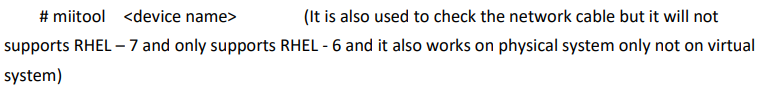 # miitool <device name> (It is also used to check the network cable but it will not
supports RHEL – 7 and only supports RHEL - 6 and it also works on physical system only not on virtual
system)